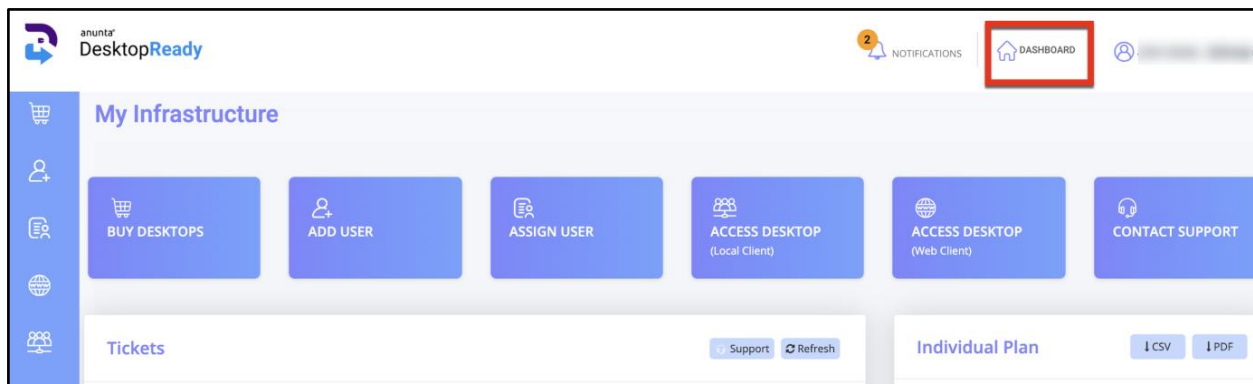 anunta
DesktopReady
2
NOTIFICATIONS
DASHBOARD
My Infrastructure
BUY DESKTOPS
ADD USER
ASSIGN USER
ACCESS DESKTOP
(Local Client)
ACCESS DESKTOP
(Web Client)
CONTACT SUPPORT
Tickets
Support
Refresh
Individual Plan
CSV
PDF